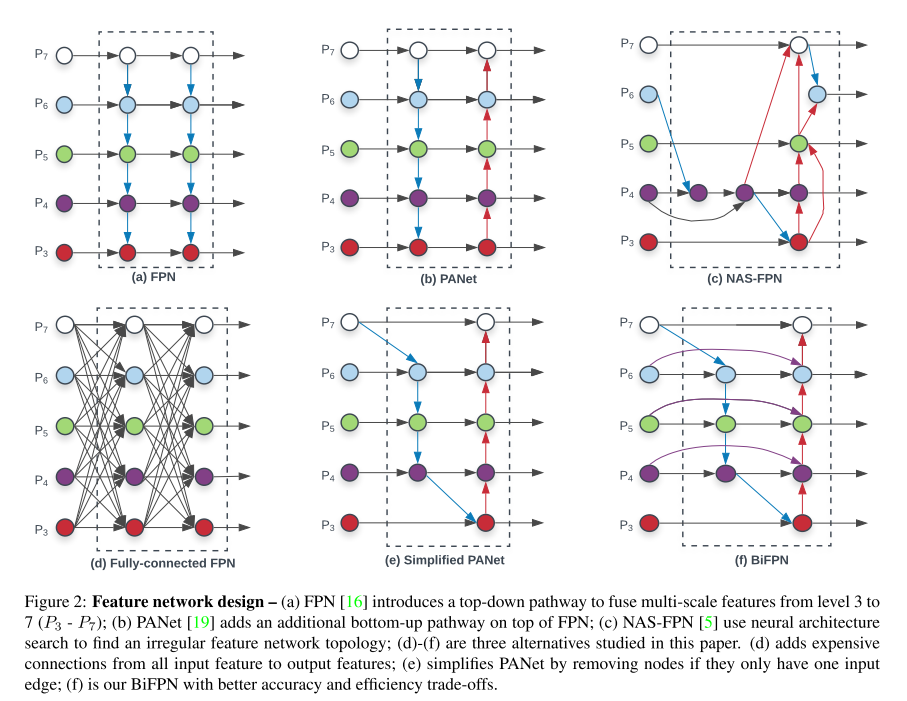 P7
P6
P5
P4
P3
(a) FPN
P7
P6
P5
P4
P3
(b) PANet
P7
P6
P5
P4
P3
(c) NAS-FPN
P7
P6
P5
P4
P3
(d) Fully-connected FPN
P7
P6
P5
P4
P3
(e) Simplified PANet
P7
P6
P5
P4
P3
(f) BiFPN
Figure 2: Feature network design – (a) FPN [16] introduces a top-down pathway to fuse multi-scale features from level 3 to
7 (P3 - P7); (b) PANet [19] adds an additional bottom-up pathway on top of FPN; (c) NAS-FPN [5] use neural architecture
search to find an irregular feature network topology; (d)-(f) are three alternatives studied in this paper. (d) adds expensive
connections from all input feature to output features; (e) simplifies PANet by removing nodes if they only have one input
edge; (f) is our BiFPN with better accuracy and efficiency trade-offs.